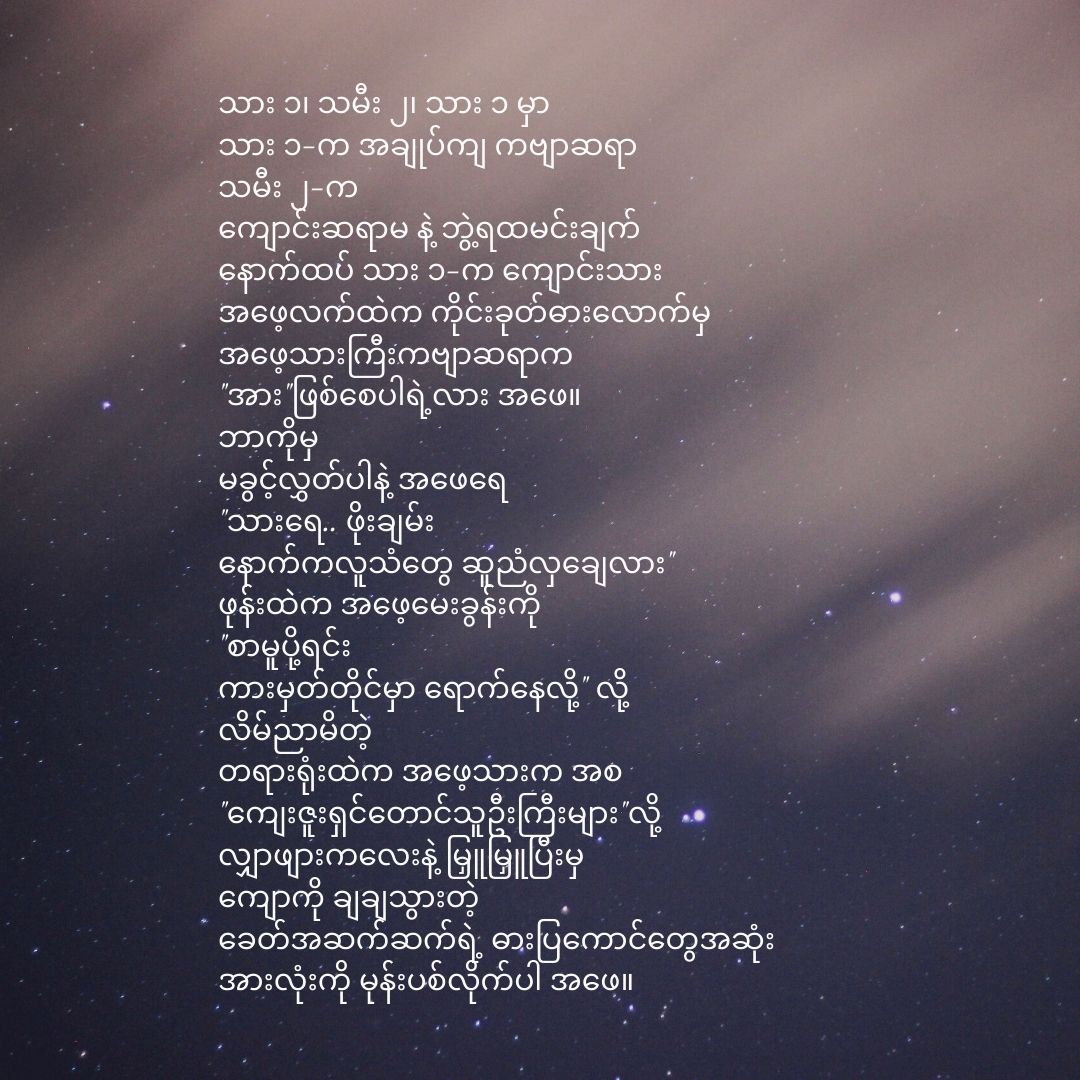 သား ၁၊ သမီး ၂၊ သား ၁ မှာ
သား ၁-က အချုပ်ကျ ကဗျာဆရာ
သမီး ၂-က
ကျောင်းဆရာမ နဲ့ ဘွဲ့ရထမင်းချက်
နောက်ထပ် သား ၁-က ကျောင်းသား
အဖေ့လက်ထဲက ကိုင်းခုတ်ဓားလောက်မှ
အဖေ့သားကြီးကဗျာဆရာက
"အား"ဖြစ်စေပါရဲ့လား အဖေ။
ဘာကိုမှ
မခွင့်လွှတ်ပါနဲ့ အဖေရေ
"သားရေ.. ဖိုးချမ်း
နောက်ကလူသံတွေ ဆူညံလှချေလား"
ဖုန်းထဲက အဖေ့မေးခွန်းကို
"စာမူပို့ရင်း
ကားမှတ်တိုင်မှာ ရောက်နေလို့" လို့
လိမ်ညာမိတဲ့
တရားရုံးထဲက အဖေ့သားက အစ
"ကျေးဇူးရှင်တောင်သူဦးကြီးများ"လို့
လျှာဖျားကလေးနဲ့ မြှူမြှူပြီးမှ
ကျောကို ချချသွားတဲ့
ခေတ်အဆက်ဆက်ရဲ့ ဓားပြကောင်တွေအဆုံး
အားလုံးကို မုန်းပစ်လိုက်ပါ အဖေ။